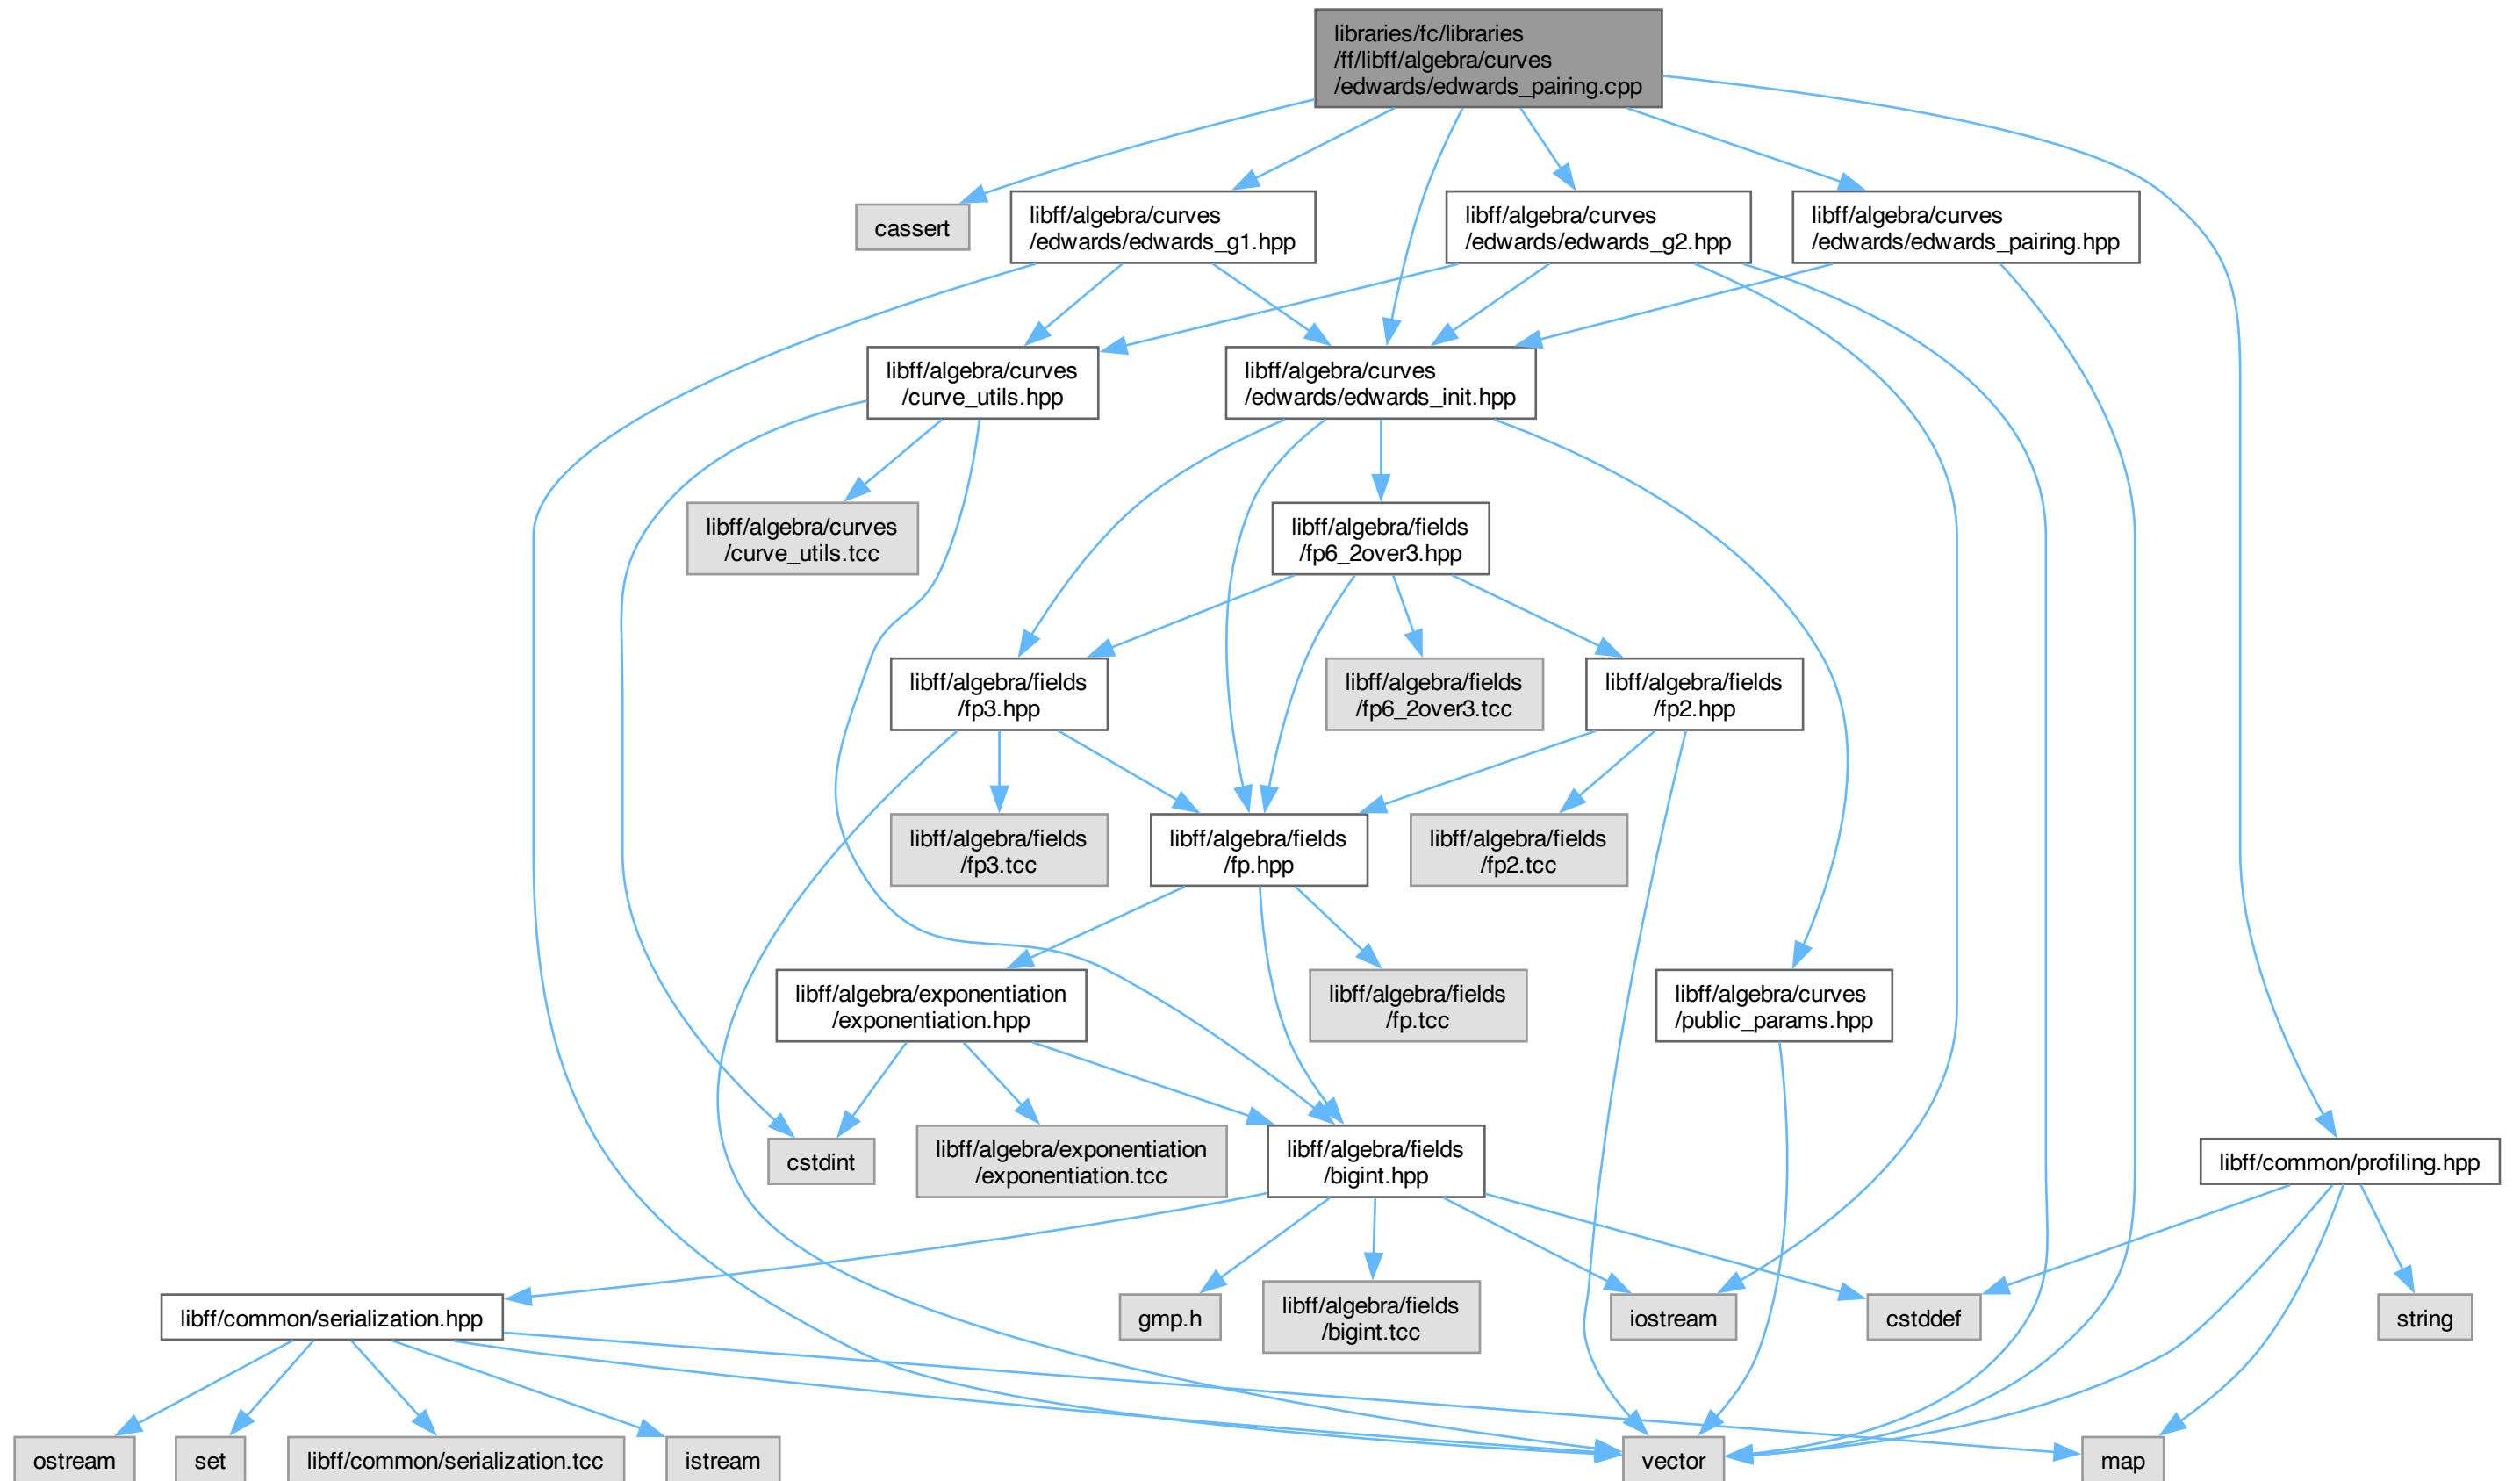 libraries/fc/libraries
/ff/libff/algebra/curves
/edwards/edwards_pairing.cpp
cassert
libff/algebra/curves
/edwards/edwards_g1.hpp
libff/algebra/curves
/edwards/edwards_g2.hpp
libff/algebra/curves
/edwards/edwards_pairing.hpp
libff/algebra/curves
/curve_utils.hpp
libff/algebra/curves
/edwards/edwards_init.hpp
libff/algebra/curves
/curve_utils.tcc
libff/algebra/fields
/fp6_2over3.hpp
libff/algebra/fields
/fp3.hpp
libff/algebra/fields
/fp6_2over3.tcc
libff/algebra/fields
/fp2.hpp
libff/algebra/fields
/fp3.tcc
libff/algebra/fields
/fp.hpp
libff/algebra/fields
/fp2.tcc
libff/algebra/exponentiation
/exponentiation.hpp
libff/algebra/fields
/fp.tcc
libff/algebra/curves
/public_params.hpp
cstdint
libff/algebra/exponentiation
/exponentiation.tcc
libff/algebra/fields
/bigint.hpp
libff/common/profiling.hpp
libff/common/serialization.hpp
gmp.h
libff/algebra/fields
/bigint.tcc
iostream
cstddef
string
ostream
set
libff/common/serialization.tcc
istream
vector
map